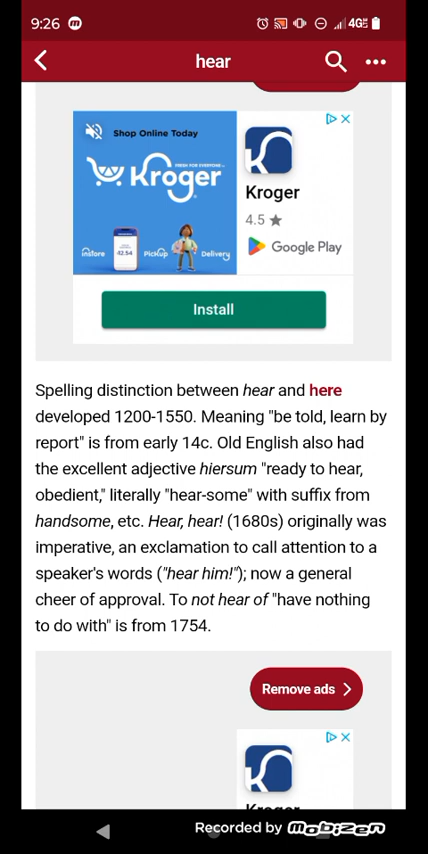 9:26
4G
hear
Shop Online Today
Kroger
FRESH FOR EVERYONE
Instore
-12.54
Pickup
Delivery
Kroger
4.5 ★
Google Play
Install
Spelling distinction between hear and here
developed 1200-1550. Meaning "be told, learn by
report" is from early 14c. Old English also had
the excellent adjective hiersum "ready to hear,
obedient," literally "hear-some" with suffix from
handsome, etc. Hear, hear! (1680s) originally was
imperative, an exclamation to call attention to a
speaker's words ("hear him!"); now a general
cheer of approval. To not hear of "have nothing
to do with" is from 1754.
Remove ads
Kroger
Recorded by Mobizen